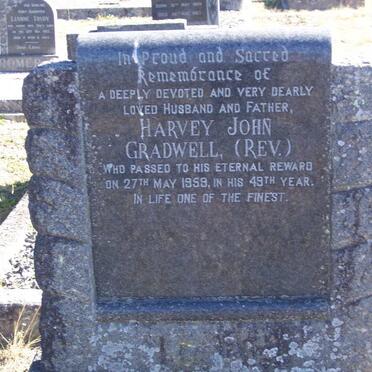 In Proud and Sacred
Remembrance of
A DEEPLY DEVOTED AND VERY DEARLY
LOVED HUSBAND AND FATHER,
HARVEY JOHN
GRADWELL, (REV.)
WHO PASSED TO HIS ETERNAL REWARD
ON 27TH MAY 1959, IN HIS 49TH YEAR.
IN LIFE ONE OF THE FINEST.